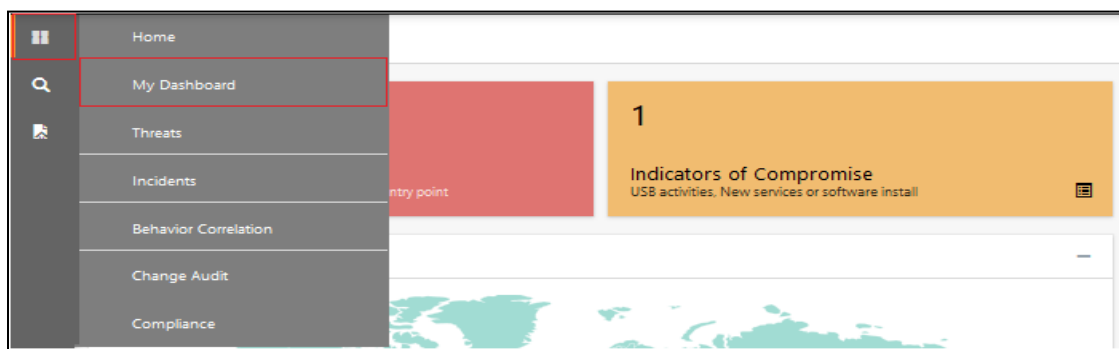 Home
My Dashboard
Threats
Incidents
Behavior Correlation
Change Audit
Compliance
ntry point
1
Indicators of Compromise
USB activities, New services or software install